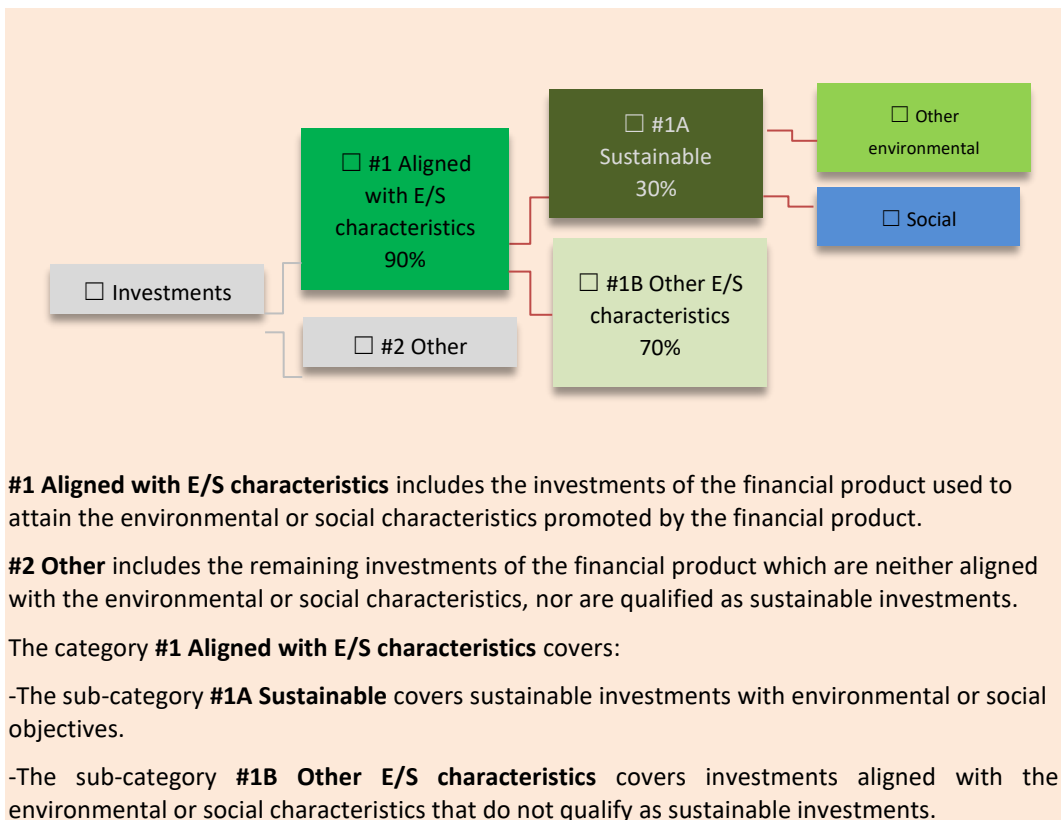 ☐ Investments
☐ #1 Aligned
with E/S
characteristics
90%
☐ #2 Other
☐ #1A
Sustainable
30%
☐ #1B Other E/S
characteristics
70%
☐ Other
environmental
☐ Social
#1 Aligned with E/S characteristics includes the investments of the financial product used to
attain the environmental or social characteristics promoted by the financial product.
#2 Other includes the remaining investments of the financial product which are neither aligned
with the environmental or social characteristics, nor are qualified as sustainable investments.
The category #1 Aligned with E/S characteristics covers:
-The sub-category #1A Sustainable covers sustainable investments with environmental or social
objectives.
-The sub-category #1B Other E/S characteristics covers investments aligned with the
environmental or social characteristics that do not qualify as sustainable investments.